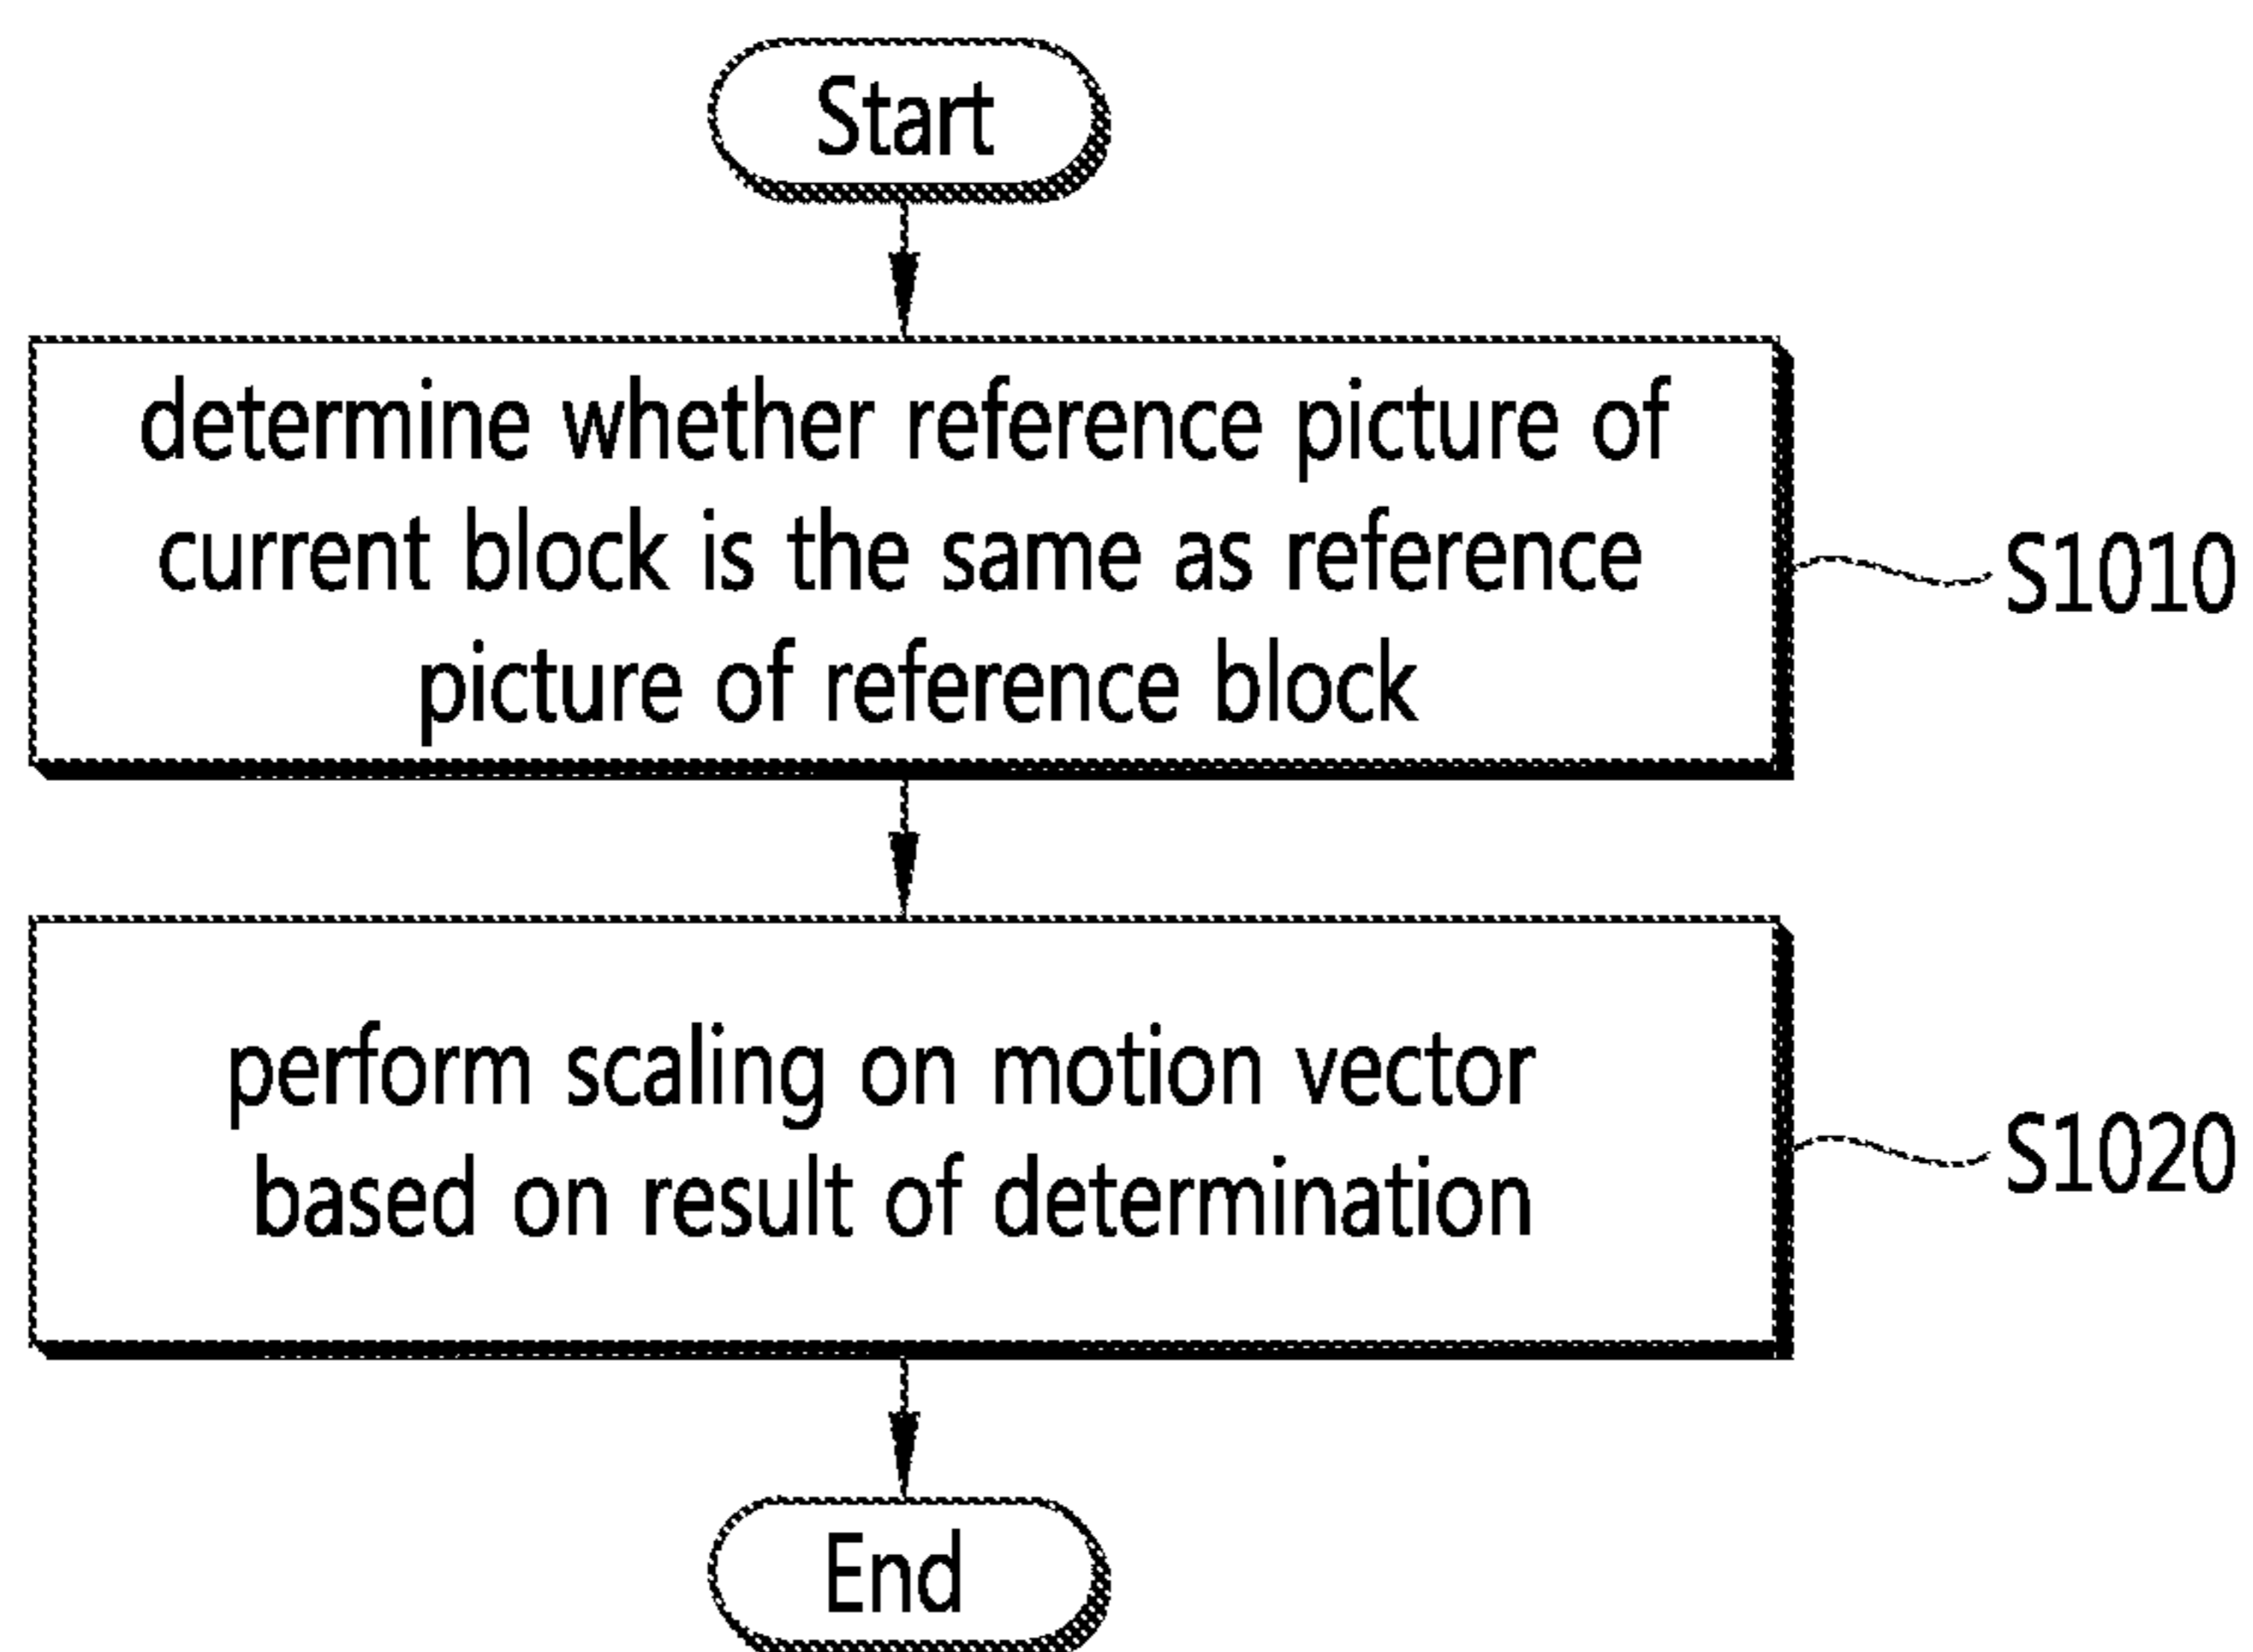 Start
determine whether reference picture of
current block is the same as reference
picture of reference block
S1010
perform scaling on motion vector
based on result of determination
S1020
End